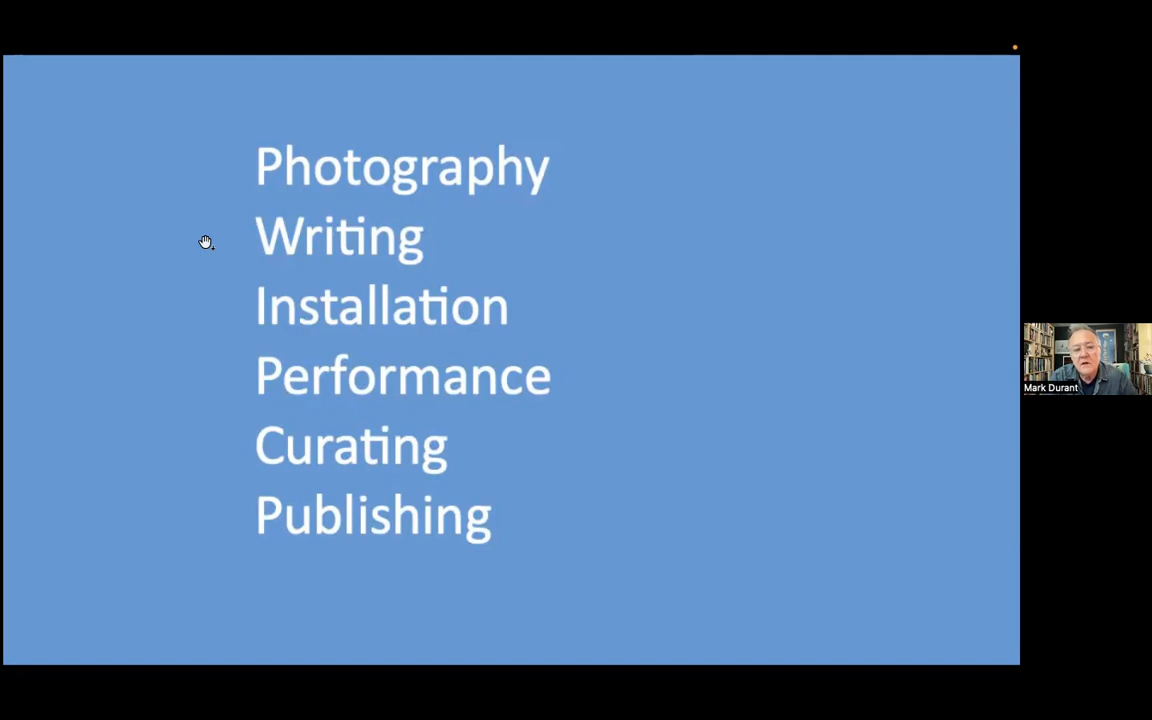 Photography
Writing
Installation
Performance
Curating
Publishing
Mark Durant